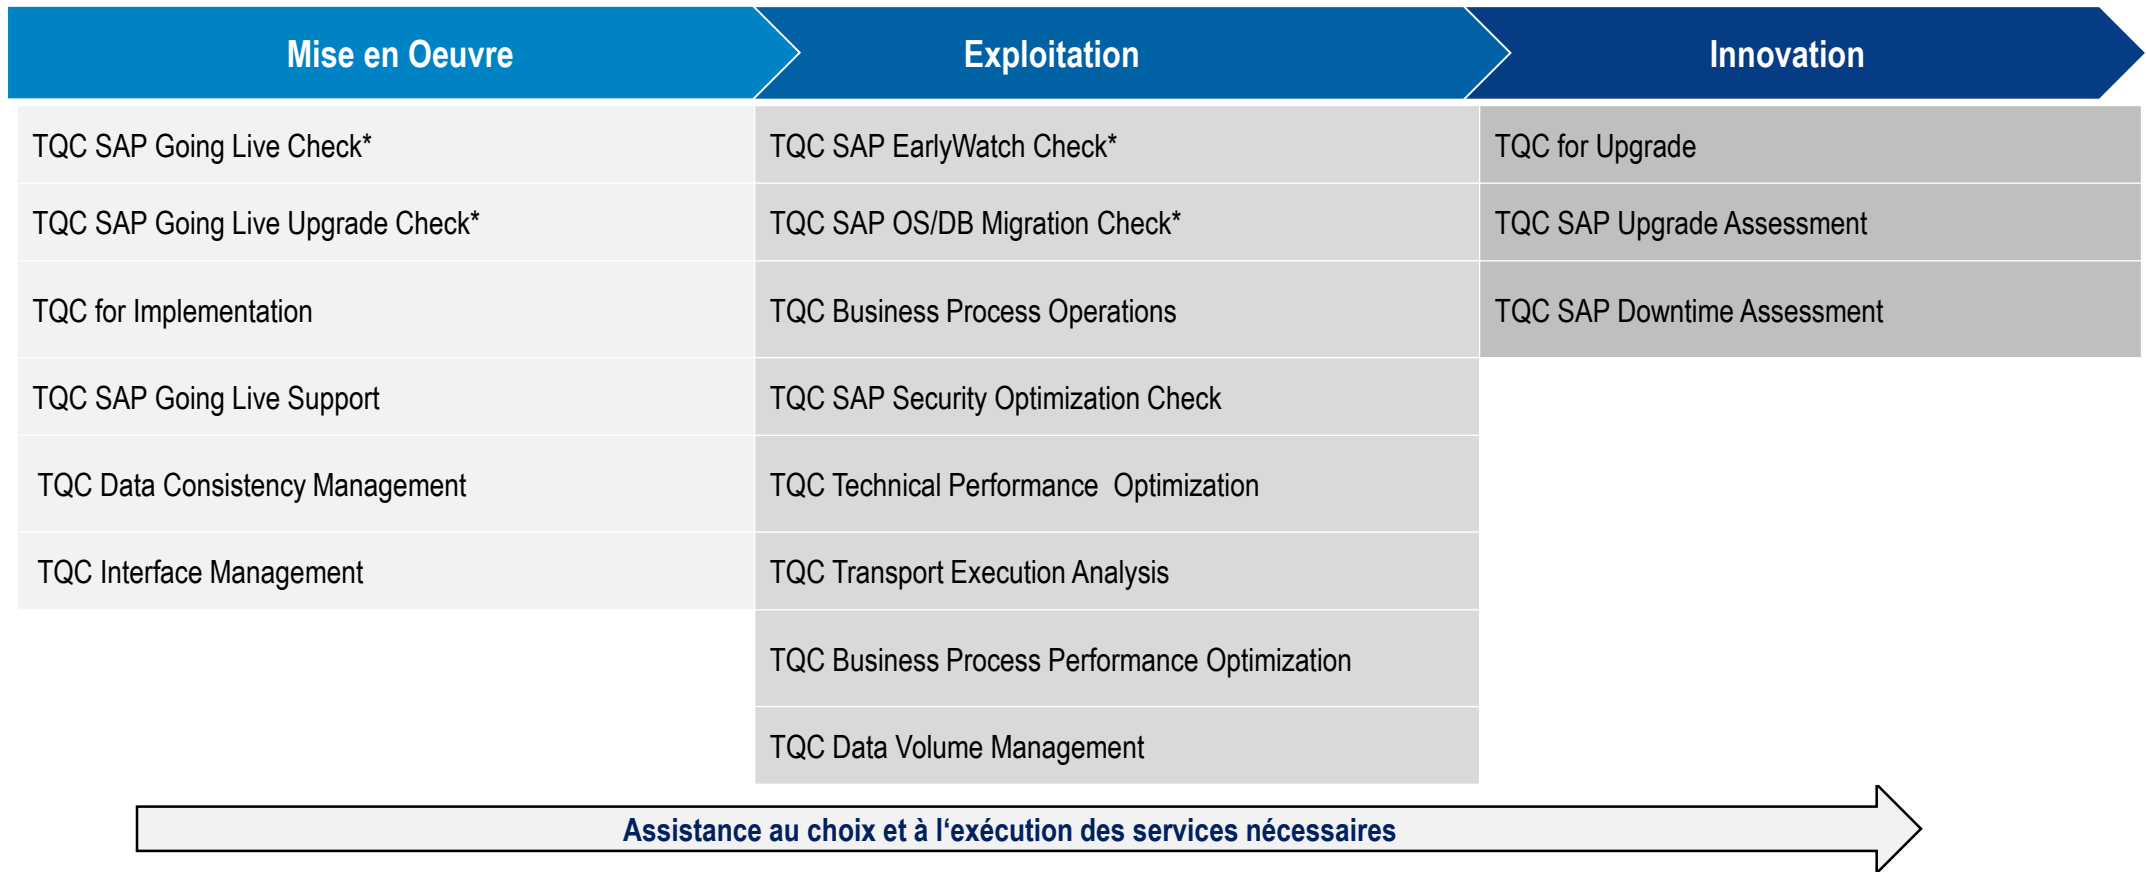 Mise en Oeuvre
Exploitation
Innovation
TQC SAP Going Live Check*
TQC SAP EarlyWatch Check*
TQC for Upgrade
TQC SAP Going Live Upgrade Check*
TQC SAP OS/DB Migration Check*
TQC SAP Upgrade Assessment
TQC for Implementation
TQC Business Process Operations
TQC SAP Downtime Assessment
TQC SAP Going Live Support
TQC SAP Security Optimization Check
TQC Data Consistency Management
TQC Technical Performance  Optimization
TQC Interface Management
TQC Transport Execution Analysis
TQC Business Process Performance Optimization
TQC Data Volume Management
Assistance au choix et à l‘exécution des services nécessaires